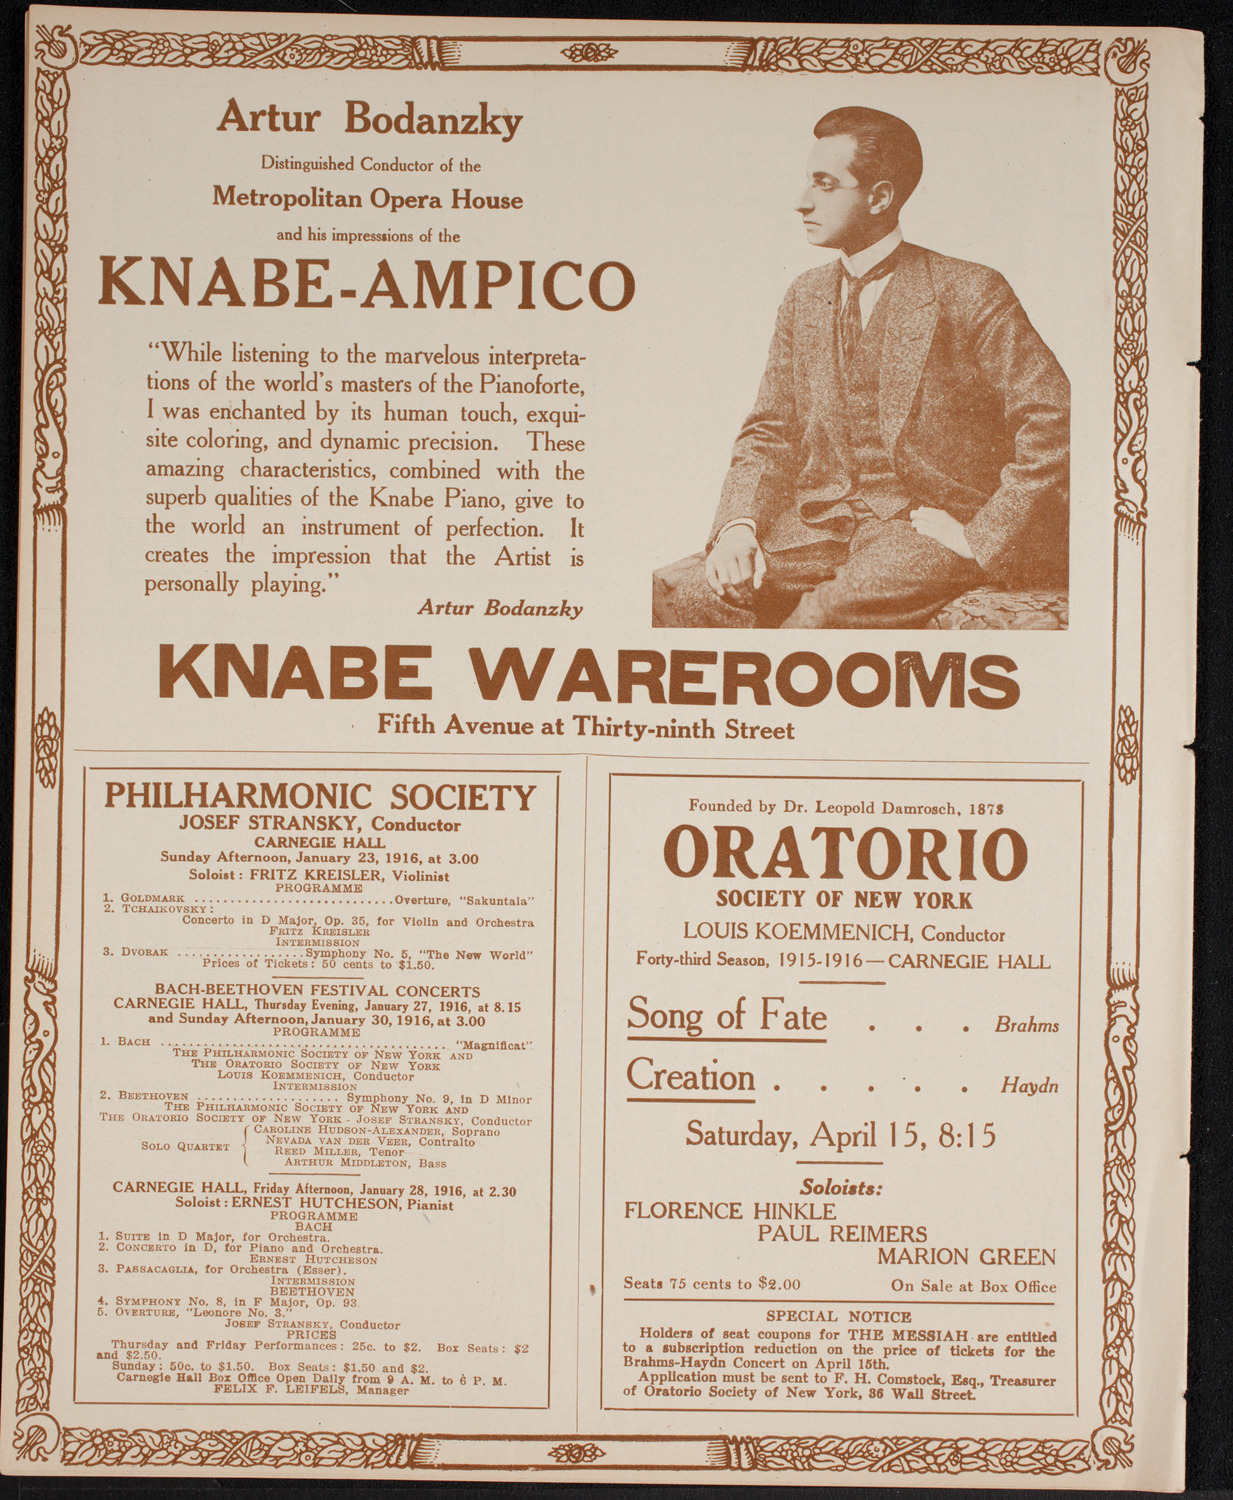 Artur Bodanzky
Distinguished Conductor of the
Metropolitan Opera House
and his impresssions of the
KNABE-AMPICO
“While listening to the marvelous interpreta-
tions of the world's masters of the Pianoforte,
I was enchanted by its human touch, exqui-
site coloring, and dynamic precision. These
amazing characteristics, combined with the
superb qualities of the Knabe Piano, give to
the world an instrument of perfection. It
creates the impression that the Artist is
personally playing.”
Artur Bodanzky
KNABE WAREROOMS
Fifth Avenue at Thirty-ninth Street
PHILHARMONIC SOCIETY
JOSEF STRANSKY, Conductor
CARNEGIE HALL
Sunday Afternoon, January 23, 1916, at 3.00
Soloist: FRITZ KREISLER, Violinist
PROGRAMME
1. GOLDMARK ............................Overture, “Sakuntala”
2. TCHAIKOVSKY:
Concerto in D Major, Op. 35, for Violin and Orchestra
FRITZ KREISLER
INTERMISSION
3. DVORAK ..................Symphony No. 5, “The New World”
Prices of Tickets: 50 cents to $1.50.
BACH-BEETHOVEN FESTIVAL CONCERTS
CARNEGIE HALL, Thursday Evening, January 27, 1916, at 8.15
and Sunday Afternoon, January 30, 1916, at 3.00
PROGRAMME
1. BACH ........................................ “Magnificat”
THE PHILHARMONIC SOCIETY OF NEW YORK AND
THE ORATORIO SOCIETY OF NEW YORK
LOUIS KOEMMENICH, Conductor
INTERMISSION
2. BEETHOVEN .................... Symphony No. 9, in D Minor
THE PHILHARMONIC SOCIETY OF NEW YORK AND
THE ORATORIO SOCIETY OF NEW YORK - JOSEF STRANSKY, Conductor
SOLO QUARTET { CAROLINE HUDSON-ALEXANDER, Soprano
NEVADA VAN DER VEER, Contralto
REED MILLER, Tenor
ARTHUR MIDDLETON, Bass
CARNEGIE HALL, Friday Afternoon, January 28, 1916, at 2.30
Soloist: ERNEST HUTCHESON, Pianist
PROGRAMME
BACH
1. SUITE in D Major, for Orchestra.
2. CONCERTO in D, for Piano and Orchestra.
ERNEST HUTCHESON
3. PASSACAGLIA, for Orchestra (Esser).
INTERMISSION
BEETHOVEN
4. SYMPHONY No. 8, in F Major, Op. 93
5. OVERTURE, “Leonore No. 3.”
JOSEF STRANSKY, Conductor
PRICES
Thursday and Friday Performances: 25c. to $2. Box Seats: $2
and $2.50.
Sunday: 50c. to $1.50. Box Seats: $1.50 and $2.
Carnegie Hall Box Office Open Daily from 9 A. M. to 6 P. M.
FELIX F. LEIFELS, Manager
Founded by Dr. Leopold Damrosch, 1873
ORATORIO
SOCIETY OF NEW YORK
LOUIS KOEMMENICH, Conductor
Forty-third Season, 1915-1916—CARNEGIE HALL
Song of Fate . . . Brahms
Creation . . . . . Haydn
Saturday, April 15, 8:15
Soloists:
FLORENCE HINKLE
PAUL REIMERS
MARION GREEN
Seats 75 cents to $2.00 On Sale at Box Office
SPECIAL NOTICE
Holders of seat coupons for THE MESSIAH are entitled
to a subscription reduction on the price of tickets for the
Brahms-Haydn Concert on April 15th.
Application must be sent to F. H. Comstock, Esq., Treasurer
of Oratorio Society of New York, 36 Wall Street.